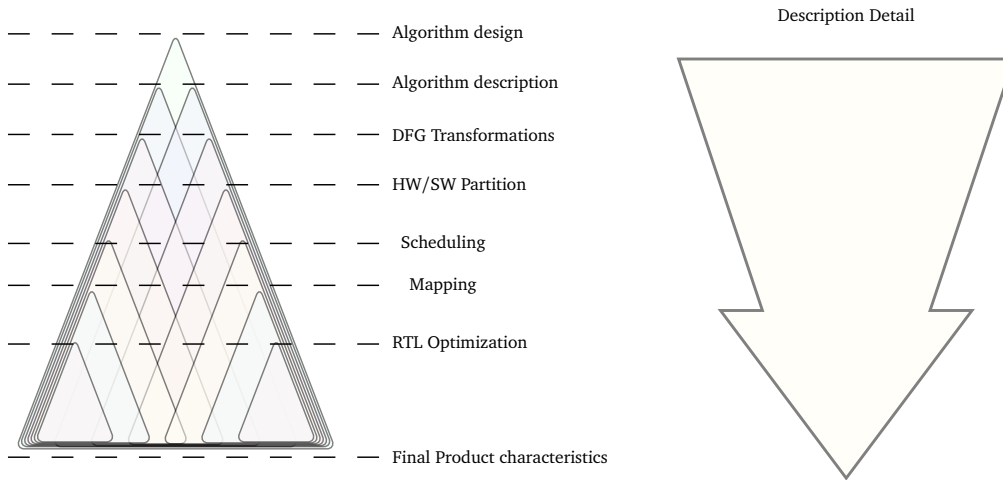 Algorithm design
Description Detail
Algorithm description
DFG Transformations
HW/SW Partition
Scheduling
Mapping
RTL Optimization
Final Product characteristics